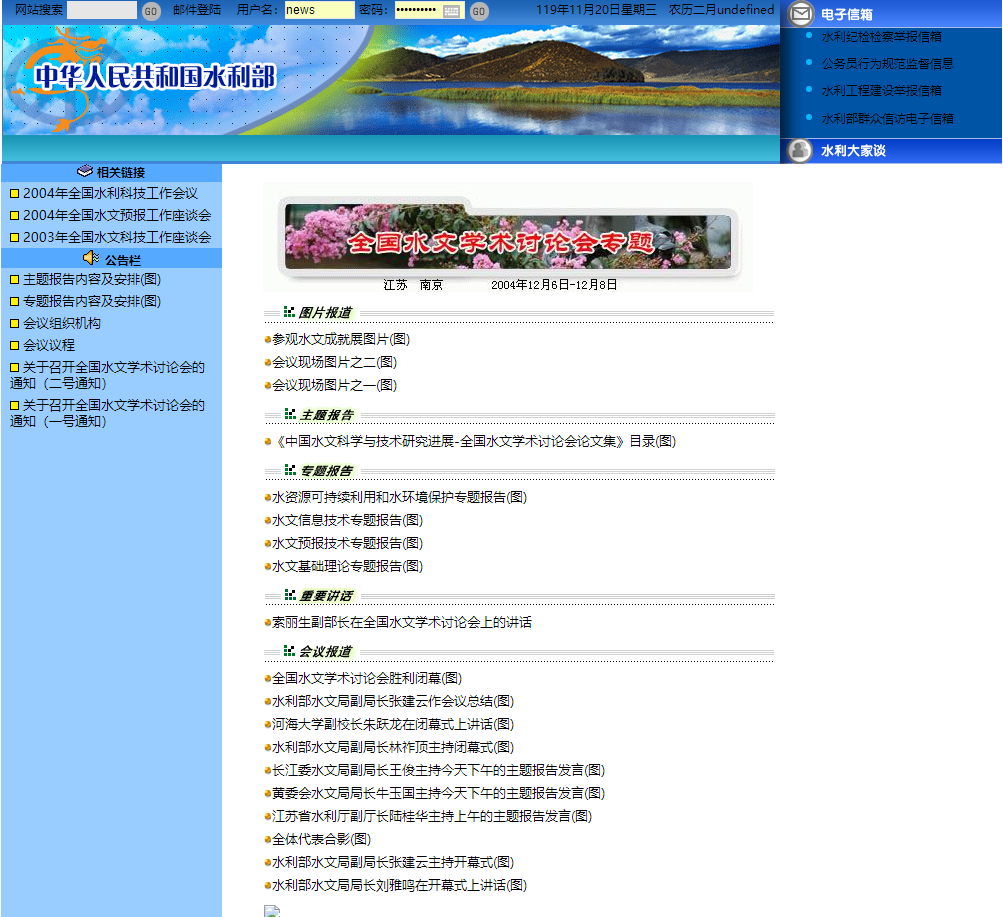 网站搜索 GO 邮件登陆 用户名： news 密码： ••••••••• GO 119年11月20日星期三 农历二月undefined
电子信箱
水利纪检检察举报信箱
公务员行为规范监督信息
水利工程建设举报信箱
水利部群众信访电子信箱
水利大家谈
中华人民共和国水利部
相关链接
2004年全国水利科技工作会议
2004年全国水文预报工作座谈会
2003年全国水文科技工作座谈会
公告栏
主题报告内容及安排(图)
专题报告内容及安排(图)
会议组织机构
会议议程
关于召开全国水文学术讨论会的
通知（二号通知）
关于召开全国水文学术讨论会的
通知（一号通知）
全国水文学术讨论会专题
江苏 南京 2004年12月6日-12月8日
图片报道
参观水文成就展图片(图)
会议现场图片之二(图)
会议现场图片之一(图)
主题报告
《中国水文科学与技术研究进展-全国水文学术讨论会论文集》目录(图)
专题报告
水资源可持续利用和水环境保护专题报告(图)
水文信息技术专题报告(图)
水文预报技术专题报告(图)
水文基础理论专题报告(图)
重要讲话
索丽生副部长在全国水文学术讨论会上的讲话
会议报道
全国水文学术讨论会胜利闭幕(图)
水利部水文局副局长张建云作会议总结(图)
河海大学副校长朱跃龙在闭幕式上讲话(图)
水利部水文局副局长林祚顶主持闭幕式(图)
长江委水文局副局长王俊主持今天下午的主题报告发言(图)
黄委会水文局局长牛玉国主持今天下午的主题报告发言(图)
江苏省水利厅副厅长陆桂华主持上午的主题报告发言(图)
全体代表合影(图)
水利部水文局副局长张建云主持开幕式(图)
水利部水文局局长刘雅鸣在开幕式上讲话(图)